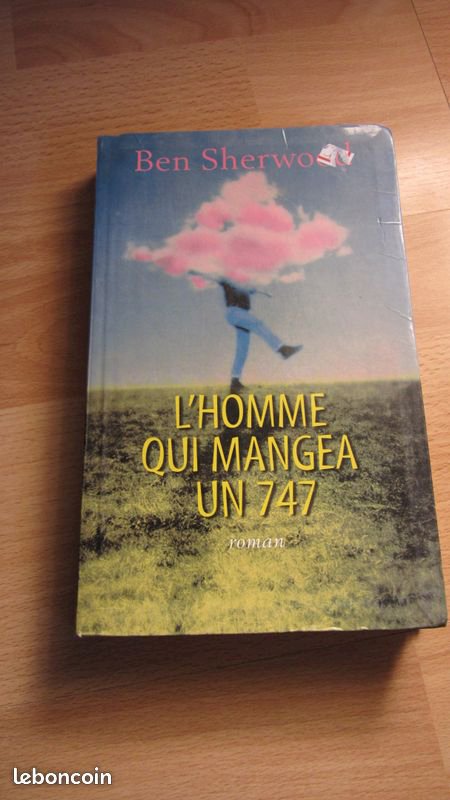 Ben Sherwood
L'HOMME
QUI MANGEA
UN 747
roman
leboncoin